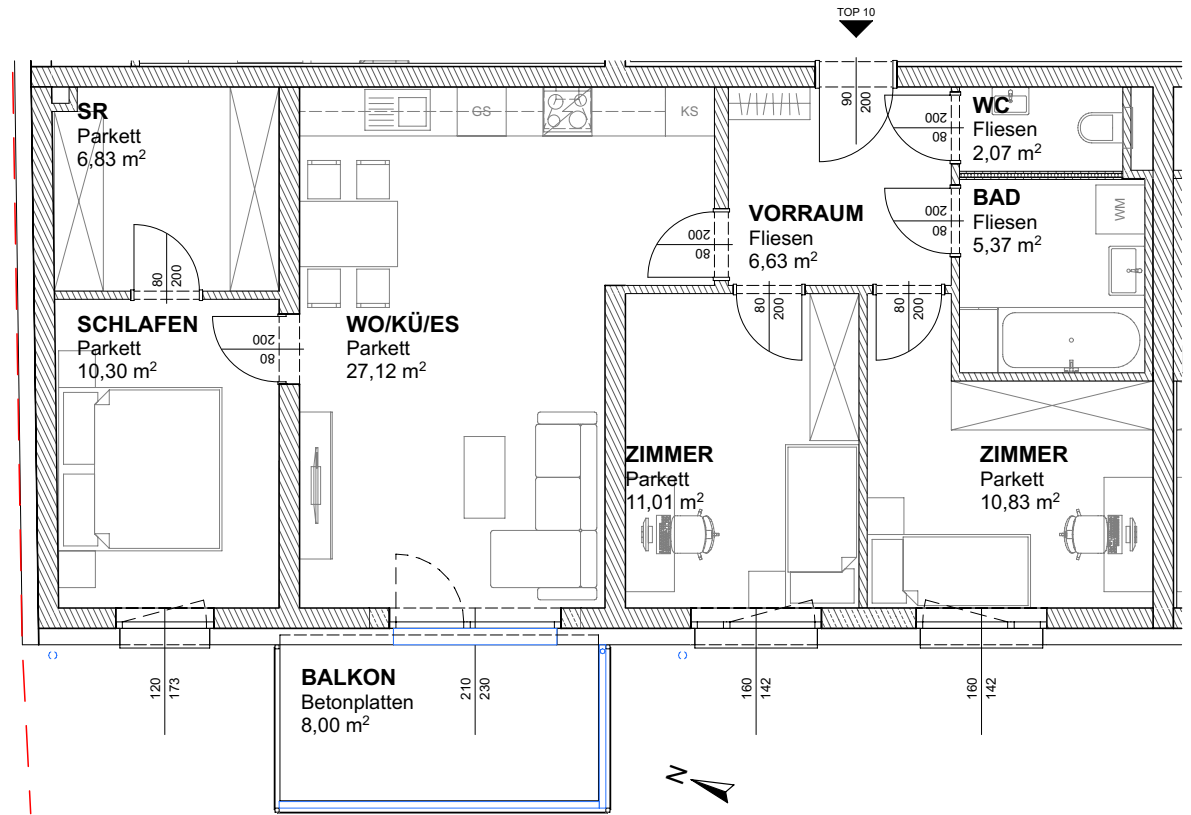 TOP 10
90
200
SR
Parkett
6,83 m²
GS
KS
200
80
WC
Fliesen
2,07 m²
200
80
BAD
Fliesen
5,37 m²
WM
VORRAUM
Fliesen
6,63 m²
200
80
80
200
80
200
80
200
SCHLAFEN
Parkett
10,30 m²
200
80
WO/KÜ/ES
Parkett
27,12 m²
ZIMMER
Parkett
11,01 m²
ZIMMER
Parkett
10,83 m²
BALKON
Betonplatten
8,00 m²
120
173
210
230
160
142
160
142
N